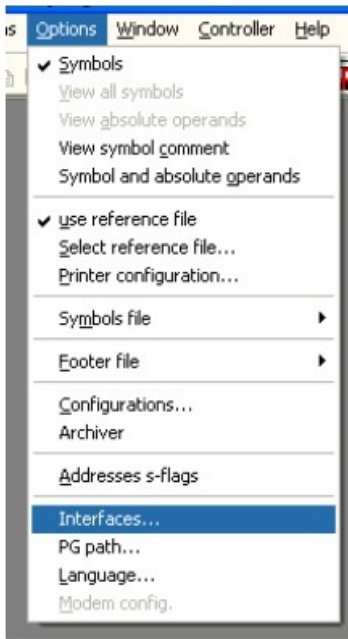 Options Window Controller Help
Symbols
View all symbols
View absolute operands
View symbol comment
Symbol and absolute operands
use reference file
Select reference file...
Printer configuration...
Symbols file
Footer file
Configurations...
Archiver
Addresses s-flags
Interfaces...
PG path...
Language...
Modem config.